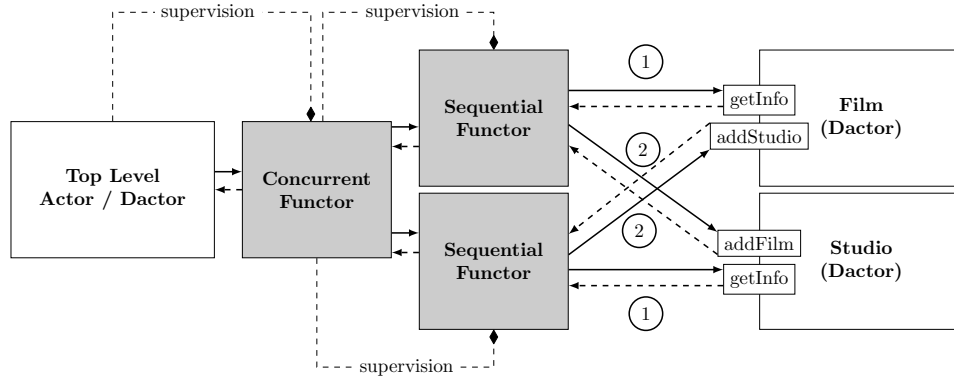 supervision
supervision
1
Sequential
Functor
getInfo
Film
(Dactor)
addStudio
Top Level
Actor / Dactor
Concurrent
Functor
2
2
Sequential
Functor
addFilm
Studio
(Dactor)
getInfo
1
supervision